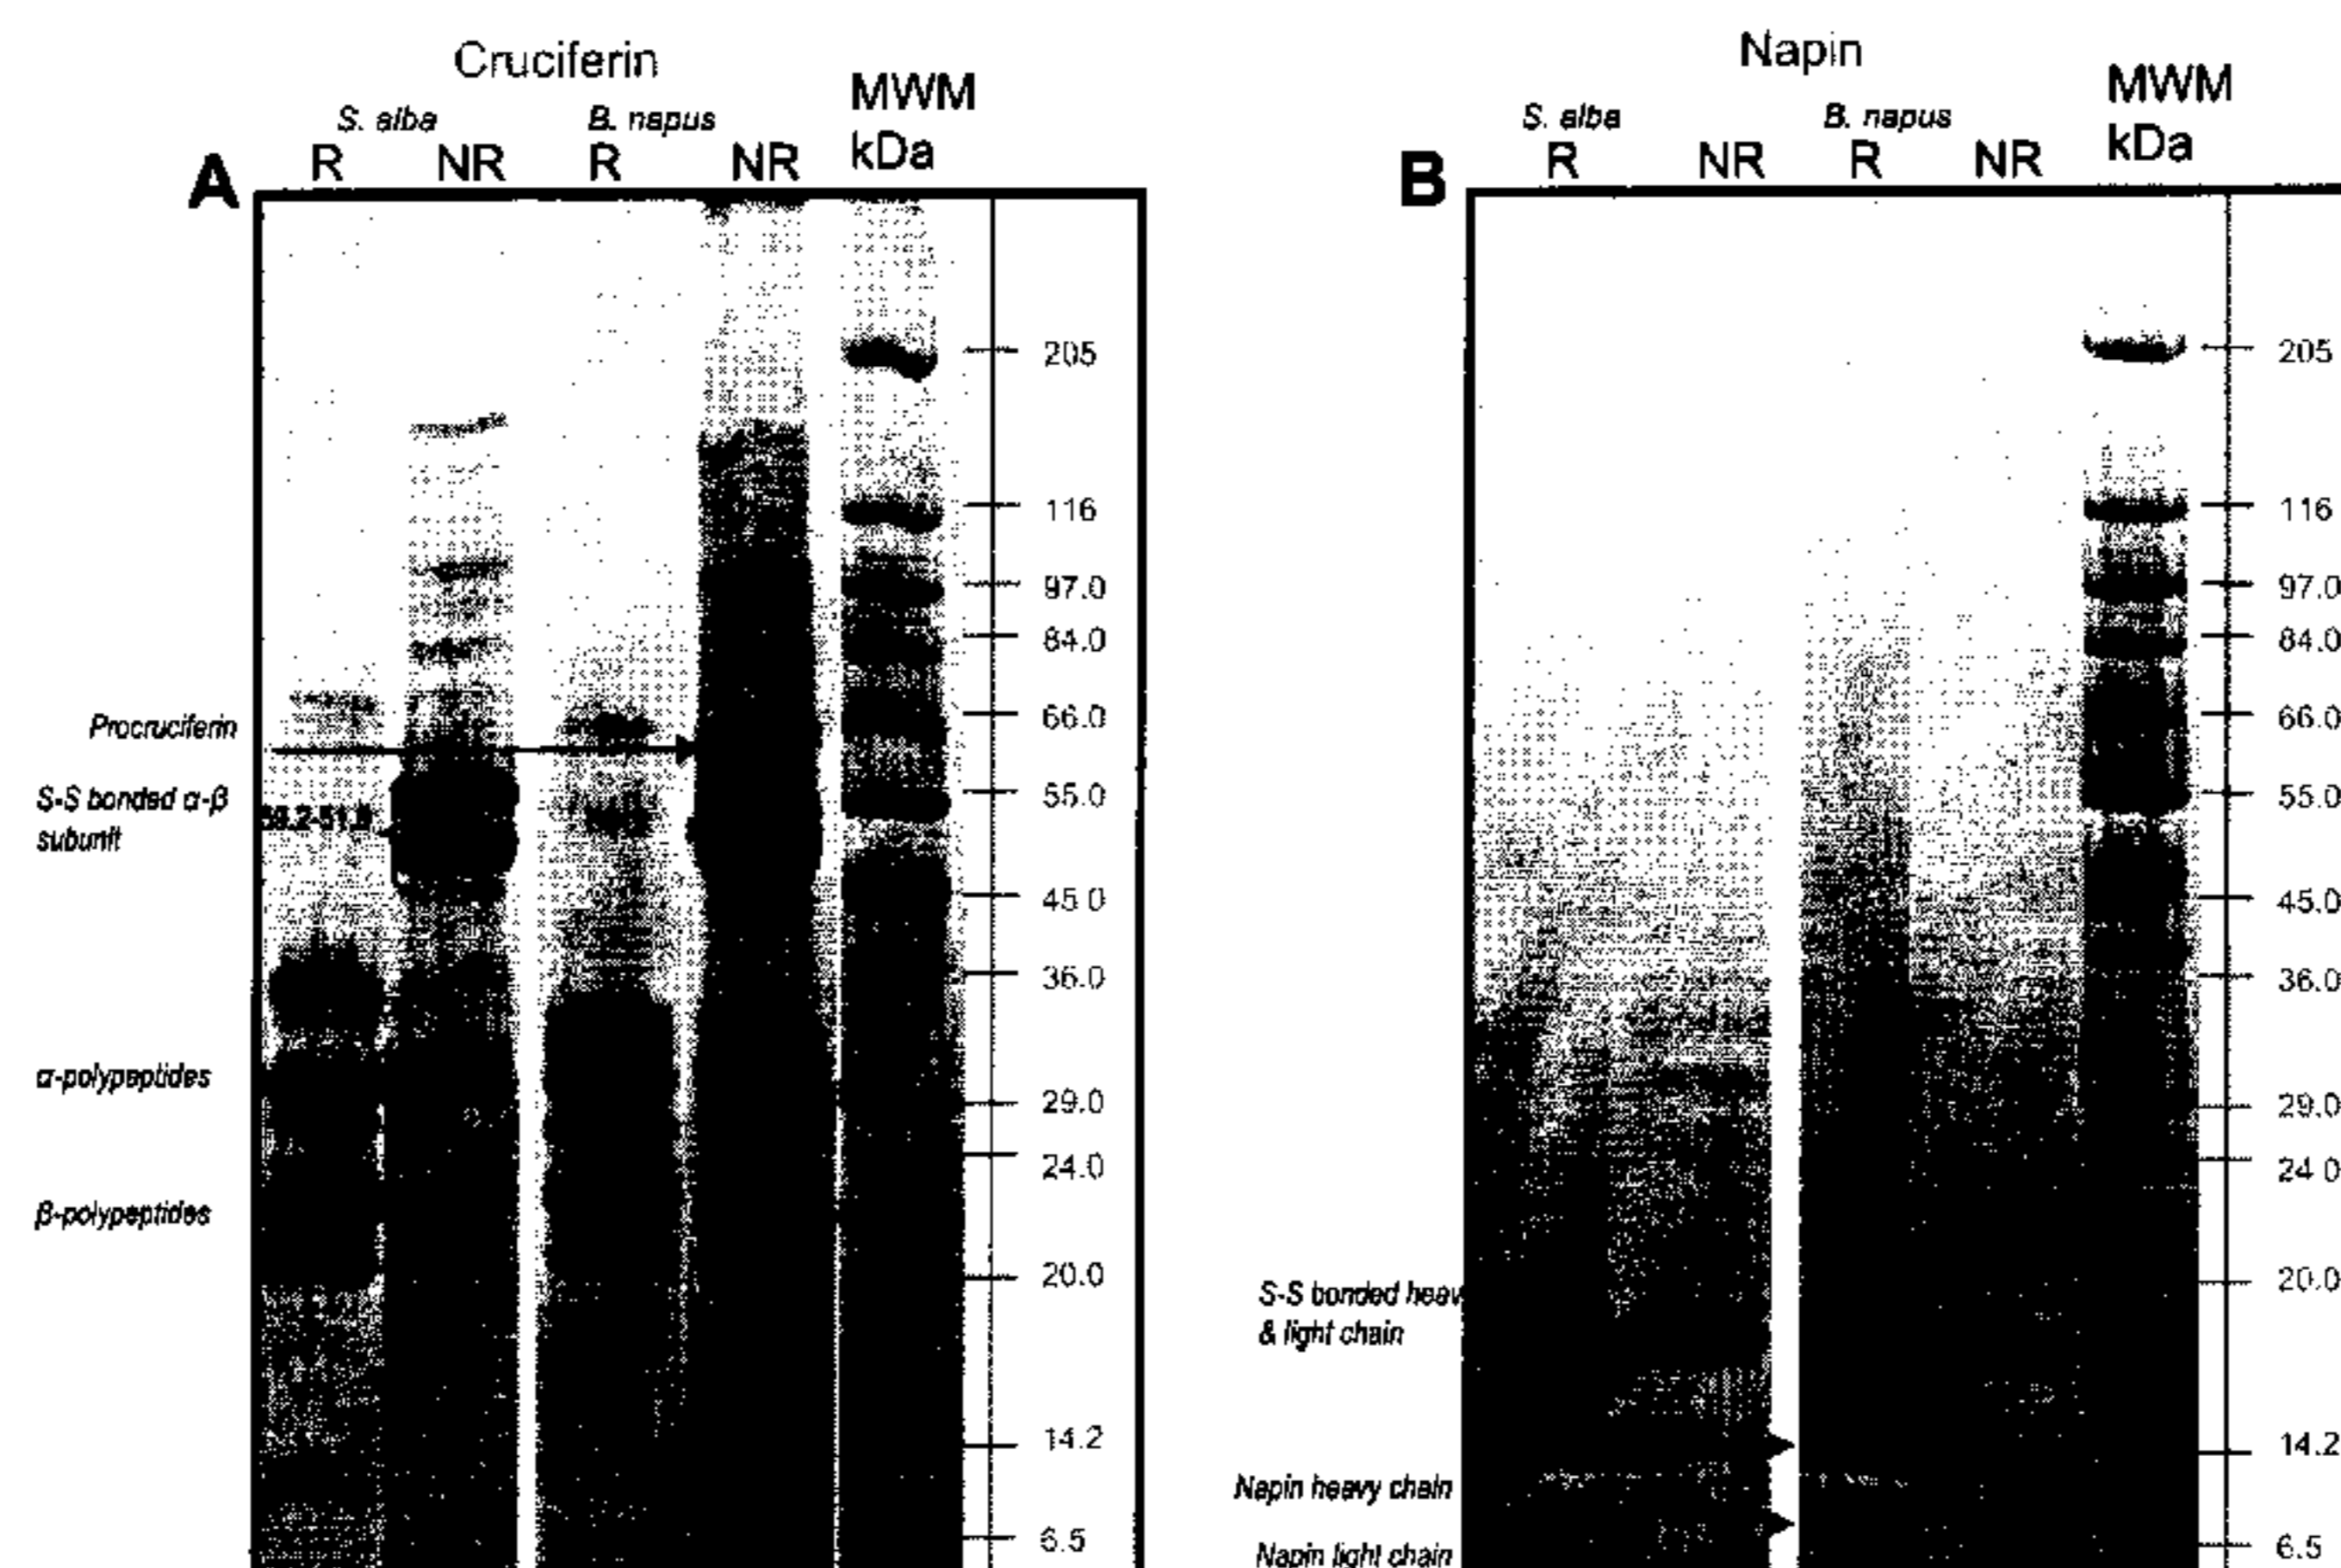 Cruciferin
S. alba
B. napus
MWM
kDa
R
NR
R
NR
A
205
116
97.0
84.0
66.0
55.0
45.0
36.0
29.0
24.0
20.0
14.2
6.5
Procruciferin
S-S bonded α-β
subunit
α-polypeptides
β-polypeptides
Napin
S. alba
B. napus
MWM
kDa
R
NR
R
NR
B
205
116
97.0
84.0
66.0
55.0
45.0
36.0
29.0
24.0
20.0
14.2
6.5
S-S bonded heav
& light chain
Napin heavy chain
Napin light chain